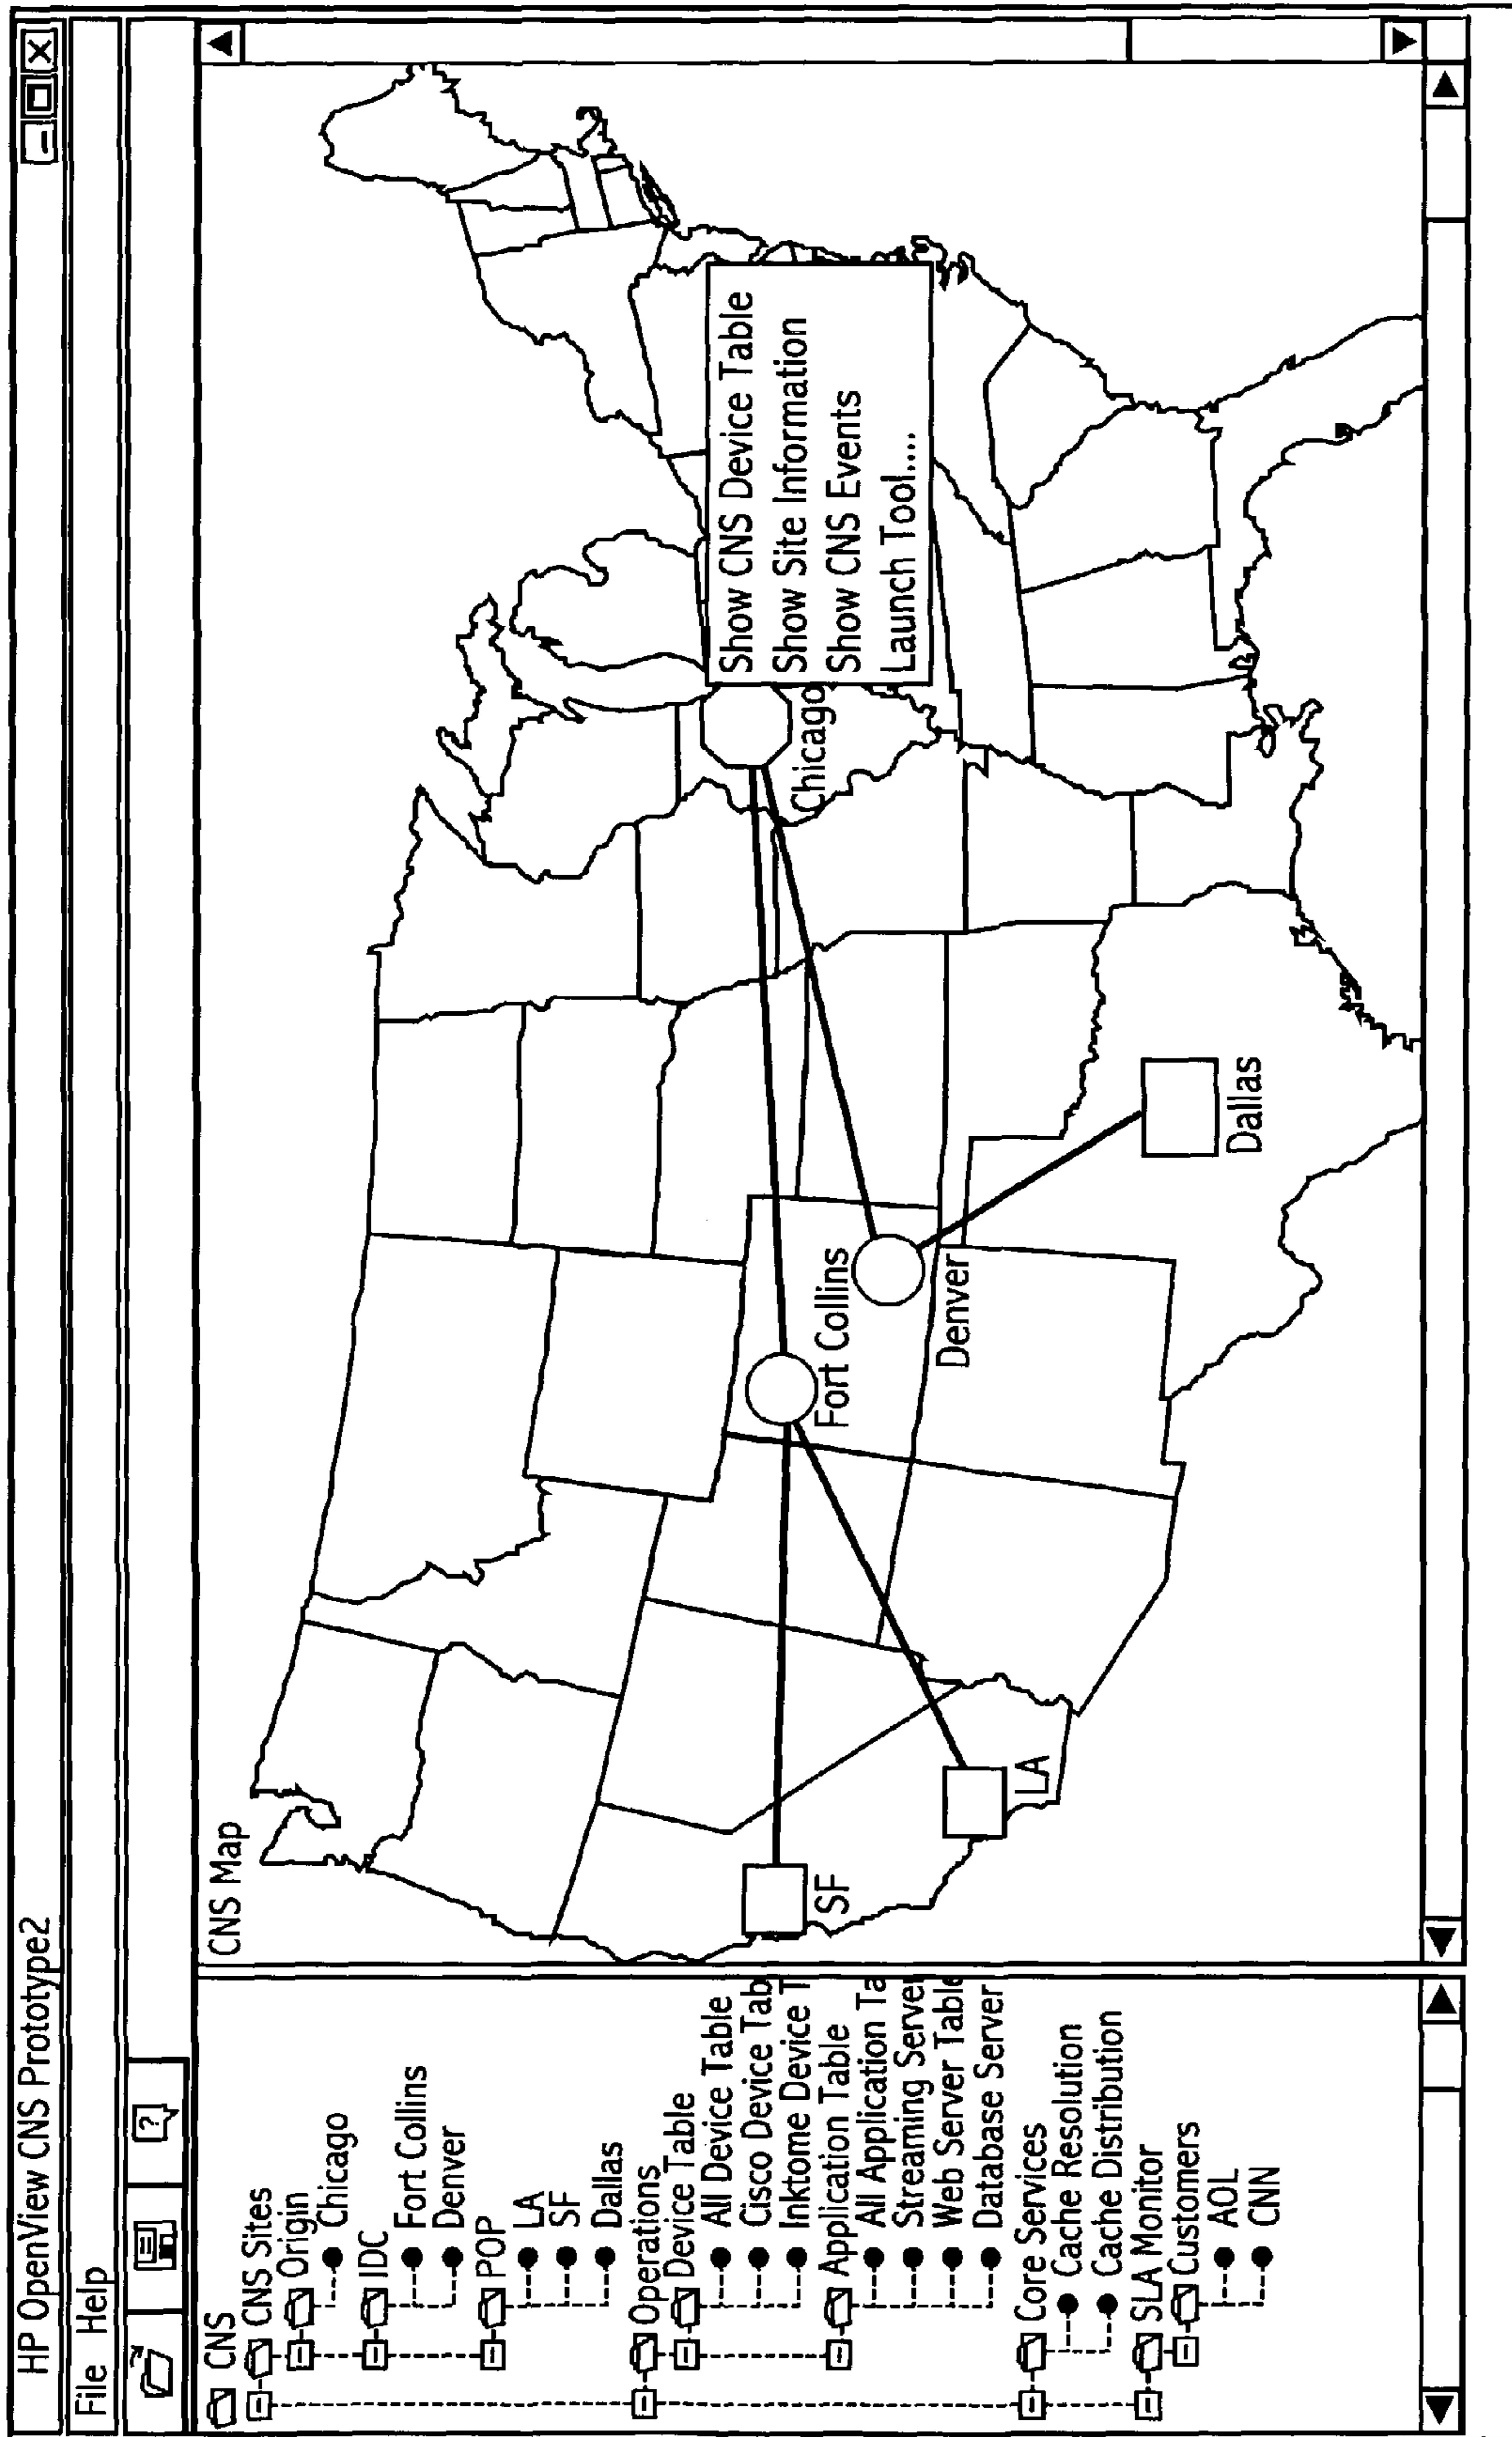 HP OpenView CNS Prototype2
File Help
?
CNS
CNS Sites
Origin
Chicago
IDC
Fort Collins
Denver
POP
LA
SF
Dallas
Operations
Device Table
All Device Table
Cisco Device Tab
Inktome Device T
Application Table
All Application Ta
Streaming Server
Web Server Table
Database Server
Core Services
Cache Resolution
Cache Distribution
SLA Monitor
Customers
AOL
CNN
CNS Map
SF
LA
Fort Collins
Denver
Dallas
Chicago
Show CNS Device Table
Show Site Information
Show CNS Events
Launch Tool....